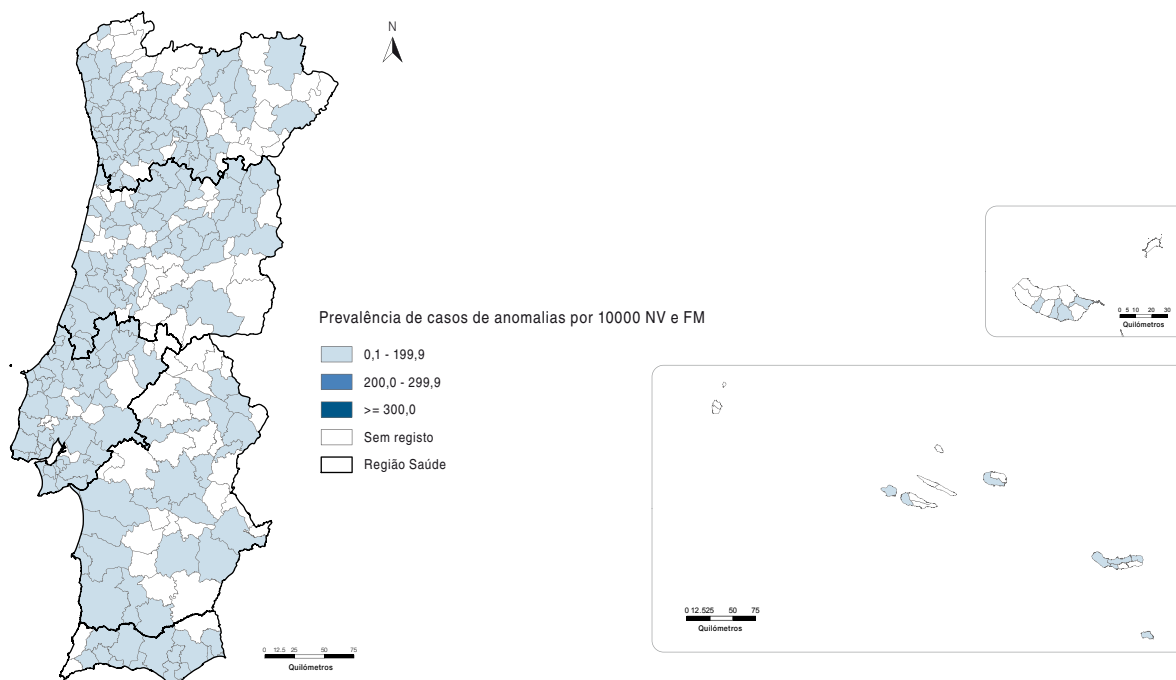 N
Prevalência de casos de anomalias por 10000 NV e FM
0,1 - 199,9
200,0 - 299,9
>= 300,0
Sem registo
Região Saúde
0 5 10 20 30
Quilómetros
0 12.525 50 75
Quilómetros
0 12.5 25 50 75
Quilómetros